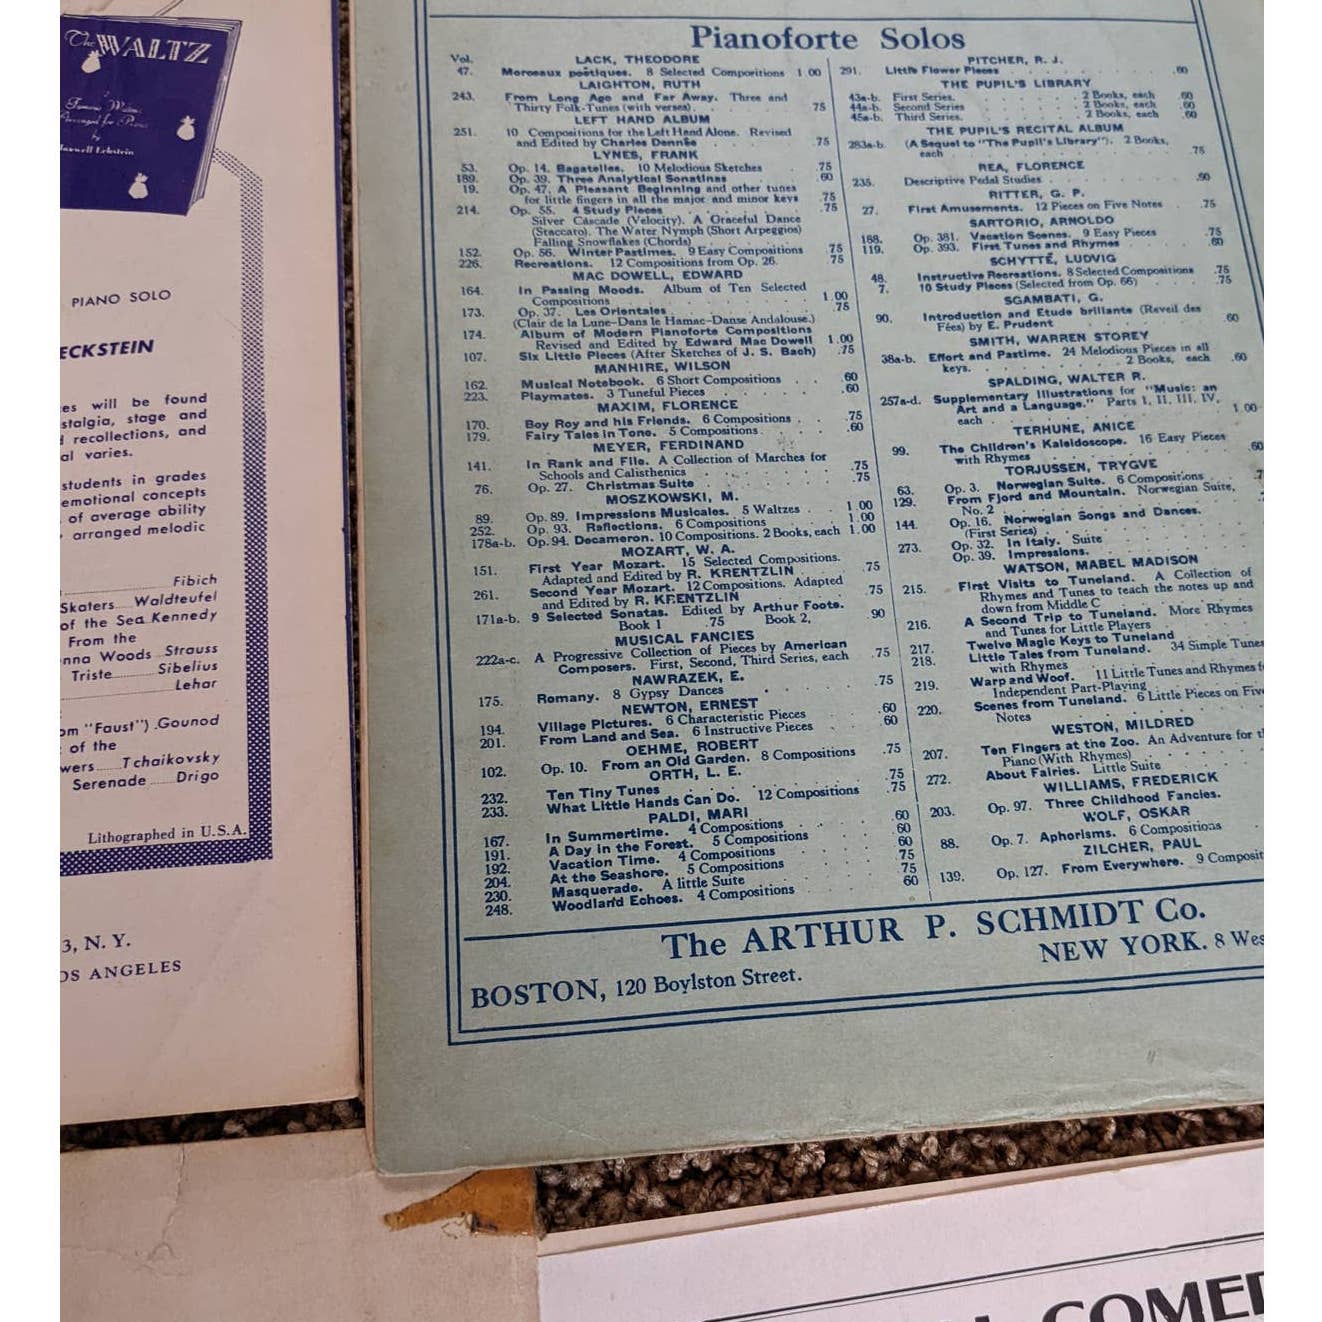 The WALTZ
Famous Waltzes
Arranged for Piano
by
Maxwell Eckstein
PIANO SOLO
ECKSTEIN
es will be found
stalgia, stage and
recollections, and
al varies.
students in grades
emotional concepts
of average ability
arranged melodic
Fibich
Skaters Waldteufel
of the Sea Kennedy
From the
nna Woods Strauss
Triste Sibelius
Lehar
om "Faust") Gounod
of the
wers Tchaikovsky
Serenade Drigo
Lithographed in U.S.A.
3, N. Y.
OS ANGELES
Pianoforte Solos
Vol. LACK, THEODORE
47. Morceaux poëtiques. 8 Selected Compositions 1 00
LAIGHTON, RUTH
243. From Long Ago and Far Away. Three and
Thirty Folk-Tunes (with verses) . 75
LEFT HAND ALBUM
251. 10 Compositions for the Left Hand Alone. Revised
and Edited by Charles Dennée .75
LYNES, FRANK
53. Op. 14. Bagatelles. 10 Melodious Sketches .75
189. Op. 39. Three Analytical Sonatinas 60
19. Op. 47. A Pleasant Beginning and other tunes
for little fingers in all the major and minor keys .75
214. Op. 55. 4 Study Pieces .75
Silver Cascade (Velocity). A Graceful Dance
(Staccato). The Water Nymph (Short Arpeggios)
Falling Snowflakes (Chords)
152. Op. 56. Winter Pastimes. 9 Easy Compositions 75
226. Recreations. 12 Compositions from Op. 26. 75
MAC DOWELL, EDWARD
164. In Passing Moods. Album of Ten Selected
Compositions 1.00
173. Op. 37. Les Orientales .75
(Clair de la Lune-Dans le Hamac-Danse Andalouse.)
174. Album of Modern Pianoforte Compositions
Revised and Edited by Edward Mac Dowell 1.00
107. Six Little Pieces (After Sketches of J. S. Bach) .75
MANHIRE, WILSON
162. Musical Notebook. 6 Short Compositions .60
223. Playmates. 3 Tuneful Pieces .60
MAXIM, FLORENCE
170. Boy Roy and his Friends. 6 Compositions .75
179. Fairy Tales in Tone. 5 Compositions .60
MEYER, FERDINAND
141. In Rank and File. A Collection of Marches for
Schools and Calisthenics .75
76. Op. 27. Christmas Suite .75
MOSZKOWSKI, M.
89. Op. 89. Impressions Musicales. 5 Waltzes 1.00
252. Op. 93. Reflections. 6 Compositions 1.00
178a-b. Op. 94. Decameron. 10 Compositions. 2 Books, each 1.00
MOZART, W. A.
151. First Year Mozart. 15 Selected Compositions.
Adapted and Edited by R. KRENTZLIN .75
261. Second Year Mozart. 12 Compositions. Adapted
and Edited by R. KRENTZLIN .75
171a-b. 9 Selected Sonatas. Edited by Arthur Foote.
Book 1 .75 Book 2, .90
MUSICAL FANCIES
222a-c. A Progressive Collection of Pieces by American
Composers. First, Second, Third Series, each .75
NAWRAZEK, E.
175. Romany. 8 Gypsy Dances .75
NEWTON, ERNEST
194. Village Pictures. 6 Characteristic Pieces .60
201. From Land and Sea. 6 Instructive Pieces 60
OEHME, ROBERT
102. Op. 10. From an Old Garden. 8 Compositions .75
ORTH, L. E.
232. Ten Tiny Tunes .75
233. What Little Hands Can Do. 12 Compositions .75
PALDI, MARI
167. In Summertime. 4 Compositions 60
191. A Day in the Forest. 5 Compositions 60
192. Vacation Time. 4 Compositions 60
204. At the Seashore. 5 Compositions .75
230. Masquerade. A little Suite .75
248. Woodland Echoes. 4 Compositions 60
PITCHER, R. J.
291. Little Flower Pieces .60
THE PUPIL'S LIBRARY
43a-b. First Series. 2 Books, each .60
44a-b. Second Series 2 Books, each .60
45a-b. Third Series. 2 Books, each .60
THE PUPIL'S RECITAL ALBUM
283a-b. (A Sequel to "The Pupil's Library"). 2 Books,
each .75
REA, FLORENCE
235. Descriptive Pedal Studies .50
RITTER, G. P.
27. First Amusements. 12 Pieces on Five Notes .75
SARTORIO, ARNOLDO
188. Op. 381. Vacation Scenes. 9 Easy Pieces .75
119. Op. 393. First Tunes and Rhymes 60
SCHYTTÉ, LUDVIG
48. Instructive Recreations. 8 Selected Compositions .75
7. 10 Study Pieces (Selected from Op. 66) .75
SGAMBATI, G.
90. Introduction and Etude brillante (Reveil des
Fées) by E. Prudent 60
SMITH, WARREN STOREY
38a-b. Effort and Pastime. 24 Melodious Pieces in all
keys. 2 Books, each .60
SPALDING, WALTER R.
257a-d. Supplementary Illustrations for "Music: an
Art and a Language." Parts I, II, III, IV,
each 1.00
TERHUNE, ANICE
99. The Children's Kaleidoscope. 16 Easy Pieces
with Rhymes .60
TORJUSSEN, TRYGVE
63. Op. 3. Norwegian Suite. 6 Compositions
129. From Fjord and Mountain. Norwegian Suite,
No. 2
144. Op. 16. Norwegian Songs and Dances.
(First Series)
273. Op. 32. In Italy. Suite
Op. 39. Impressions.
WATSON, MABEL MADISON
215. First Visits to Tuneland. A Collection of
Rhymes and Tunes to teach the notes up and
down from Middle C
216. A Second Trip to Tuneland. More Rhymes
and Tunes for Little Players
217. Twelve Magic Keys to Tuneland
218. Little Tales from Tuneland. 34 Simple Tunes
with Rhymes
219. Warp and Woof. 11 Little Tunes and Rhymes f
Independent Part-Playing
220. Scenes from Tuneland. 6 Little Pieces on Five
Notes
WESTON, MILDRED
207. Ten Fingers at the Zoo. An Adventure for th
Piano (With Rhymes)
272. About Fairies. Little Suite
WILLIAMS, FREDERICK
203. Op. 97. Three Childhood Fancies.
WOLF, OSKAR
88. Op. 7. Aphorisms. 6 Compositions
ZILCHER, PAUL
139. Op. 127. From Everywhere. 9 Composit
The ARTHUR P. SCHMIDT Co.
BOSTON, 120 Boylston Street. NEW YORK. 8 Wes
COMED